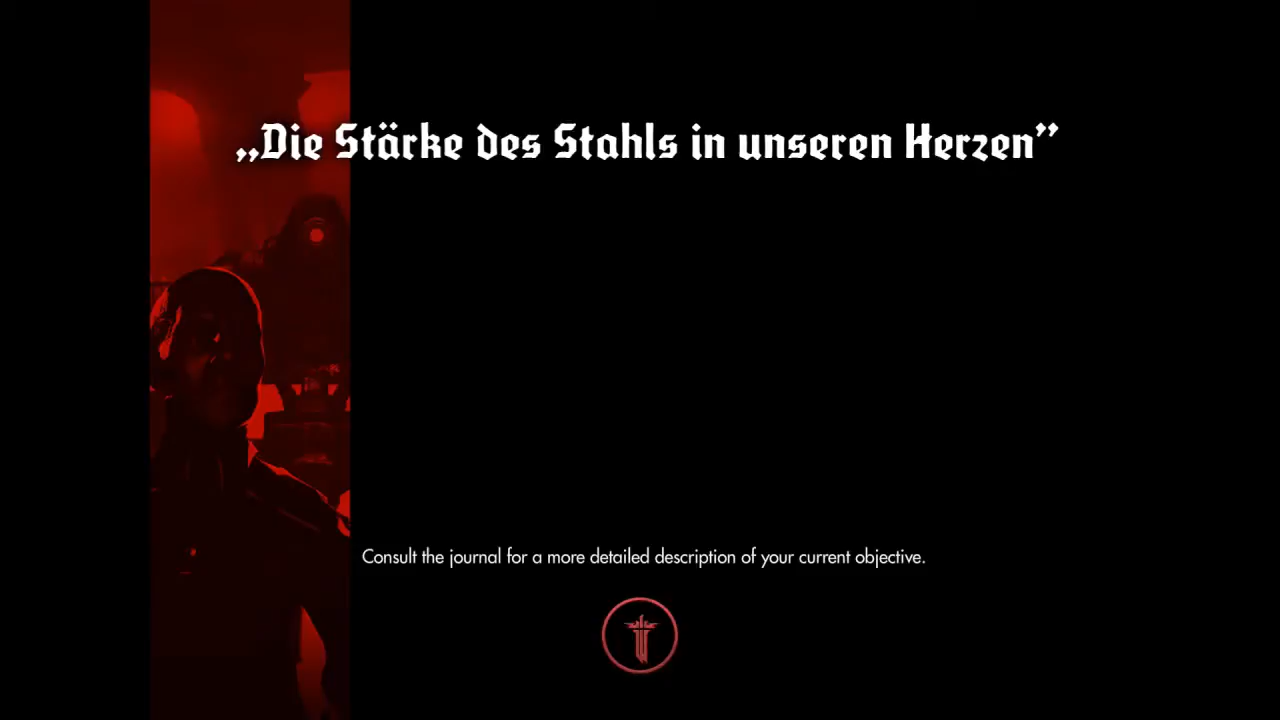 „Die Stärke des Stahls in unseren Herzen”
Consult the journal for a more detailed description of your current objective.